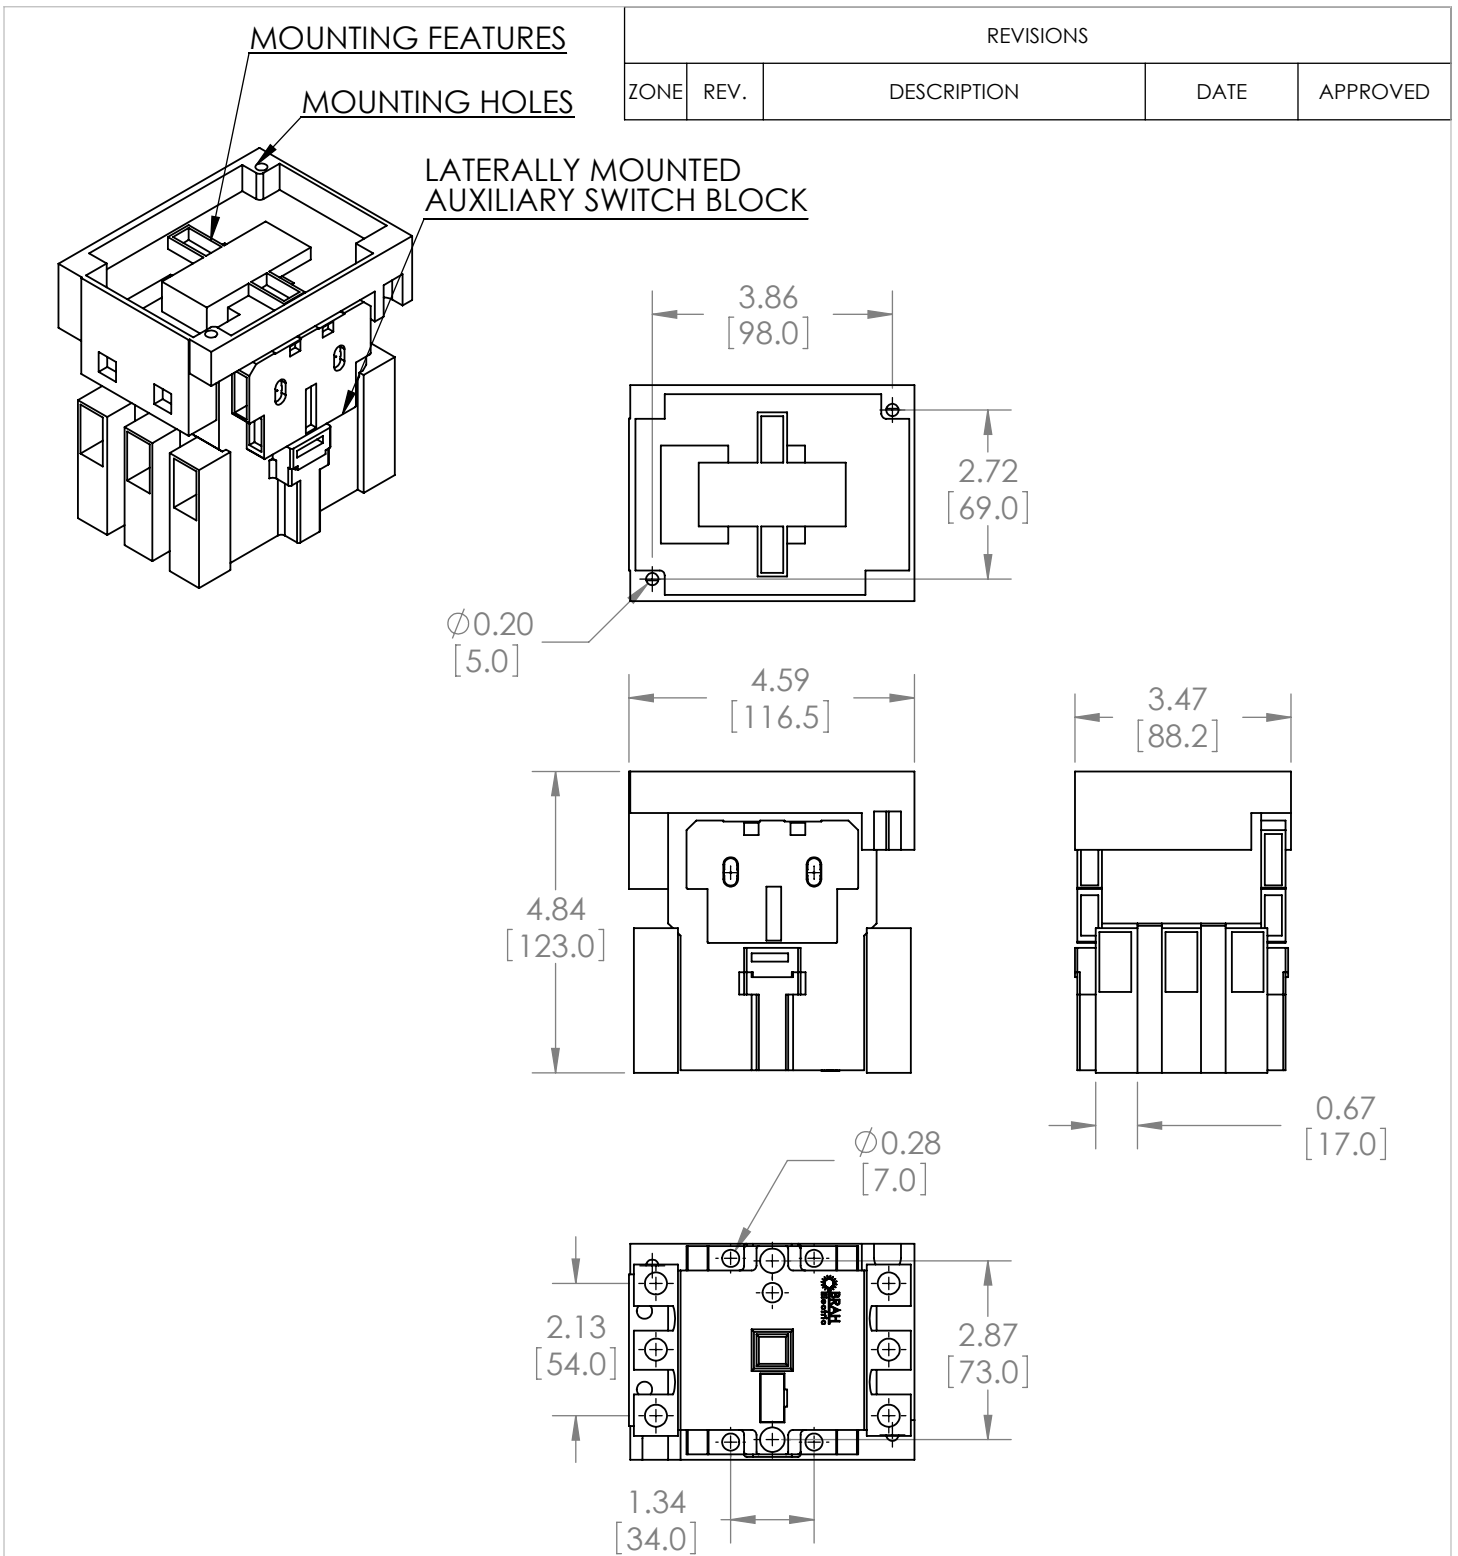 MOUNTING FEATURES
MOUNTING HOLES
LATERALLY MOUNTED
AUXILIARY SWITCH BLOCK
REVISIONS
ZONE REV. DESCRIPTION DATE APPROVED
3.86
[98.0]
2.72
[69.0]
∅0.20
[5.0]
4.59
[116.5]
3.47
[88.2]
4.84
[123.0]
0.67
[17.0]
∅0.28
[7.0]
BRAH
Electric
2.13
[54.0]
2.87
[73.0]
1.34
[34.0]